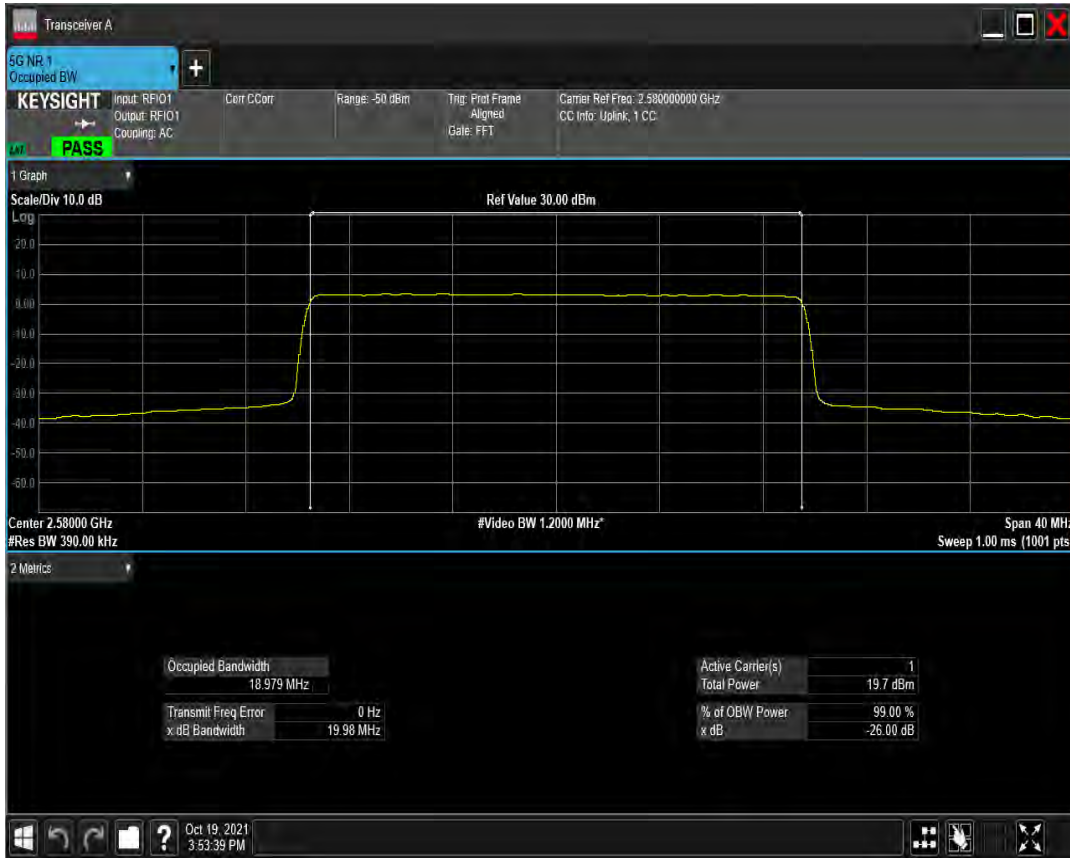 Transceiver A
5G NR 1
Occupied BW
+
KEYSIGHT
Input: RFIO1
Output: RFIO1
Coupling: AC
Corr CCorr
Range: -50 dBm
Trig: Prot Frame
Aligned
Gate: FFT
Carrier Ref Freq: 2.580000000 GHz
CC Info: Uplink, 1 CC
PASS
1 Graph
Scale/Div 10.0 dB
Ref Value 30.00 dBm
Log
20.0
10.0
0.00
-10.0
-20.0
-30.0
-40.0
-50.0
-60.0
Center 2.58000 GHz
#Video BW 1.2000 MHz*
Span 40 MHz
#Res BW 390.00 kHz
Sweep 1.00 ms (1001 pts
2 Metrics
Occupied Bandwidth
18.979 MHz
Transmit Freq Error 0 Hz
x dB Bandwidth 19.98 MHz
Active Carrier(s) 1
Total Power 19.7 dBm
% of OBW Power 99.00 %
x dB -26.00 dB
?
Oct 19, 2021
3:53:39 PM